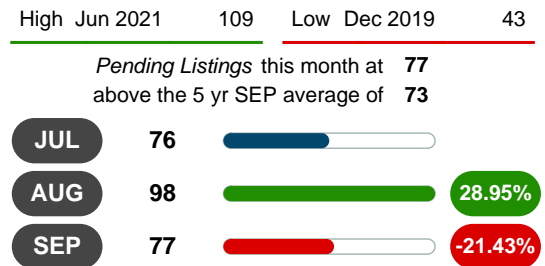 High Jun 2021 109 Low Dec 2019 43
Pending Listings this month at 77
above the 5 yr SEP average of 73
JUL 76
AUG 98 28.95%
SEP 77 -21.43%